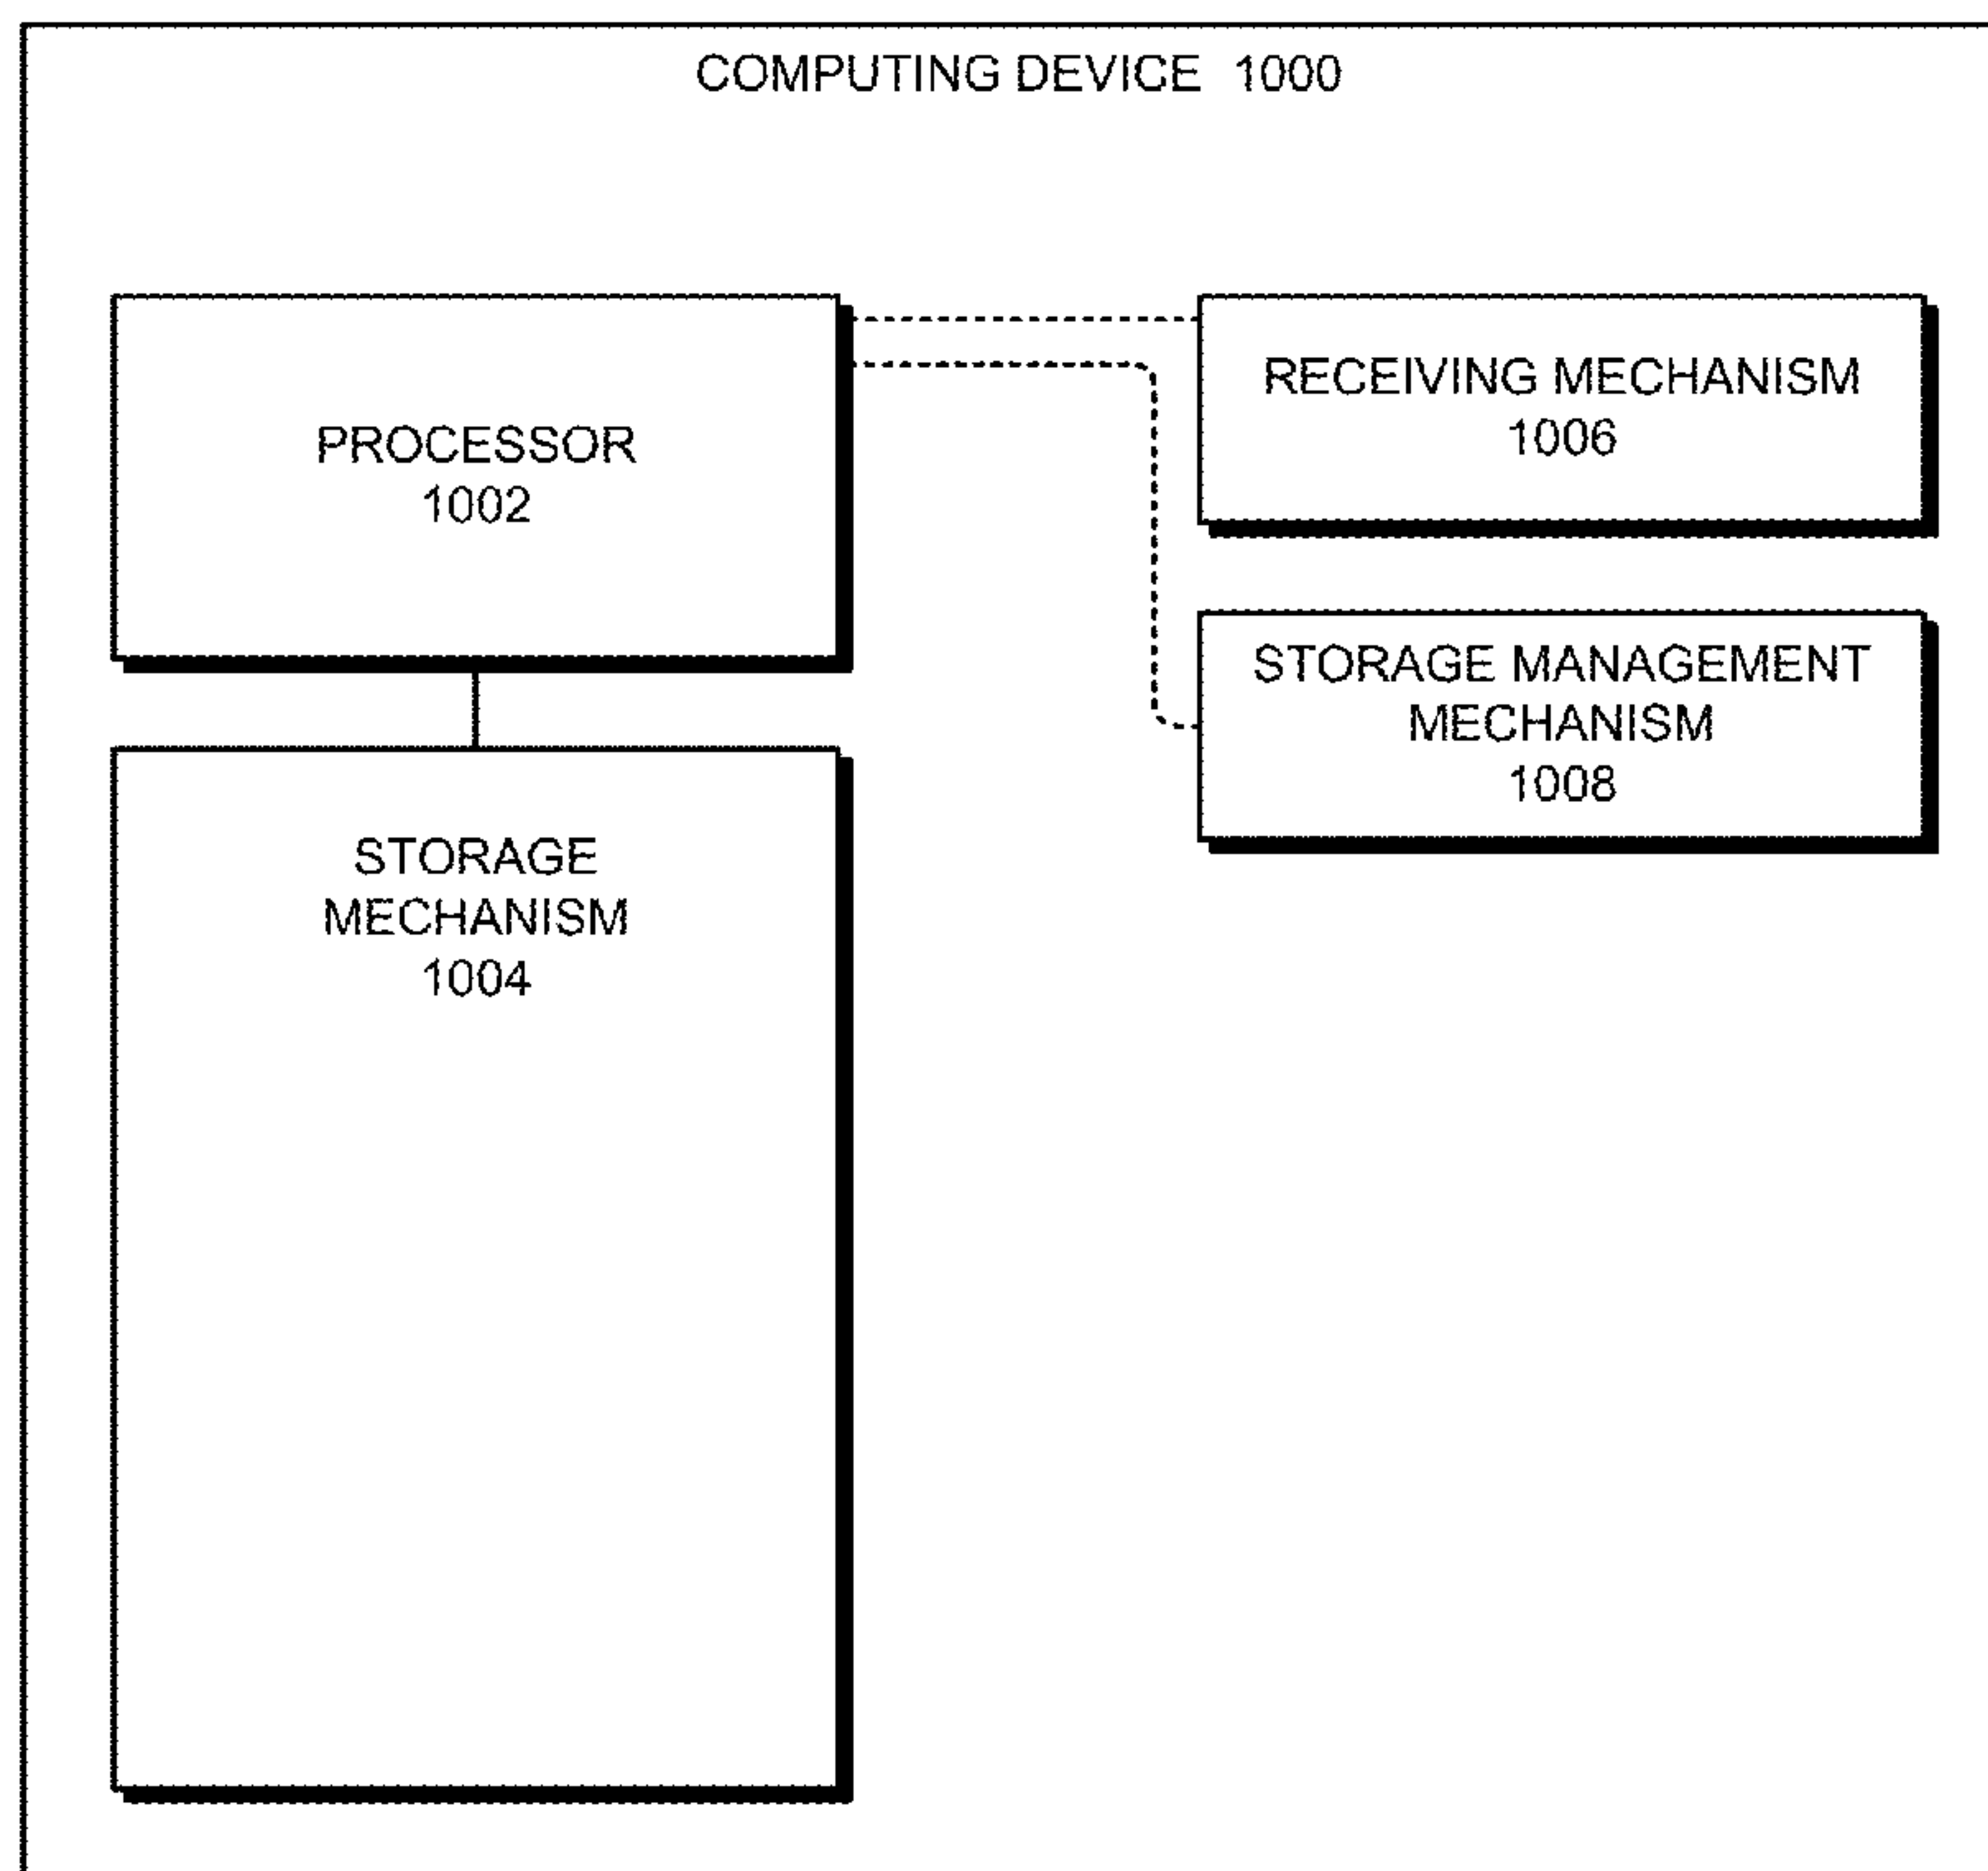 COMPUTING DEVICE 1000
PROCESSOR
1002
RECEIVING MECHANISM
1006
STORAGE MANAGEMENT
MECHANISM
1008
STORAGE
MECHANISM
1004